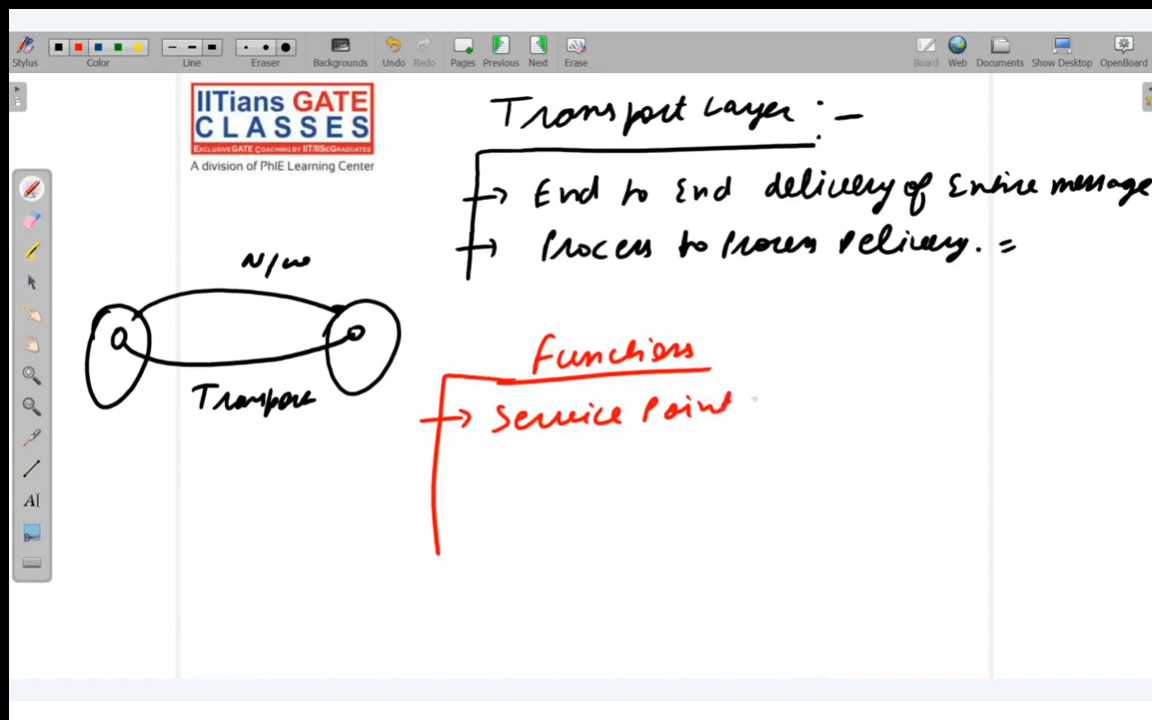 Stylus
Color
Line
Eraser
Backgrounds
Undo
Redo
Pages
Previous
Next
Erase
Board
Web
Documents
Show Desktop
OpenBoard
IITians GATE
CLASSES
EXCLUSIVE GATE COACHING BY IIT/IISc GRADUATES
A division of PhIE Learning Center
Transport Layer :-
→ End to End delivery of Entire message
→ Process to Process Delivery. =
N/w
Transport
Functions
→ Service Point
AI